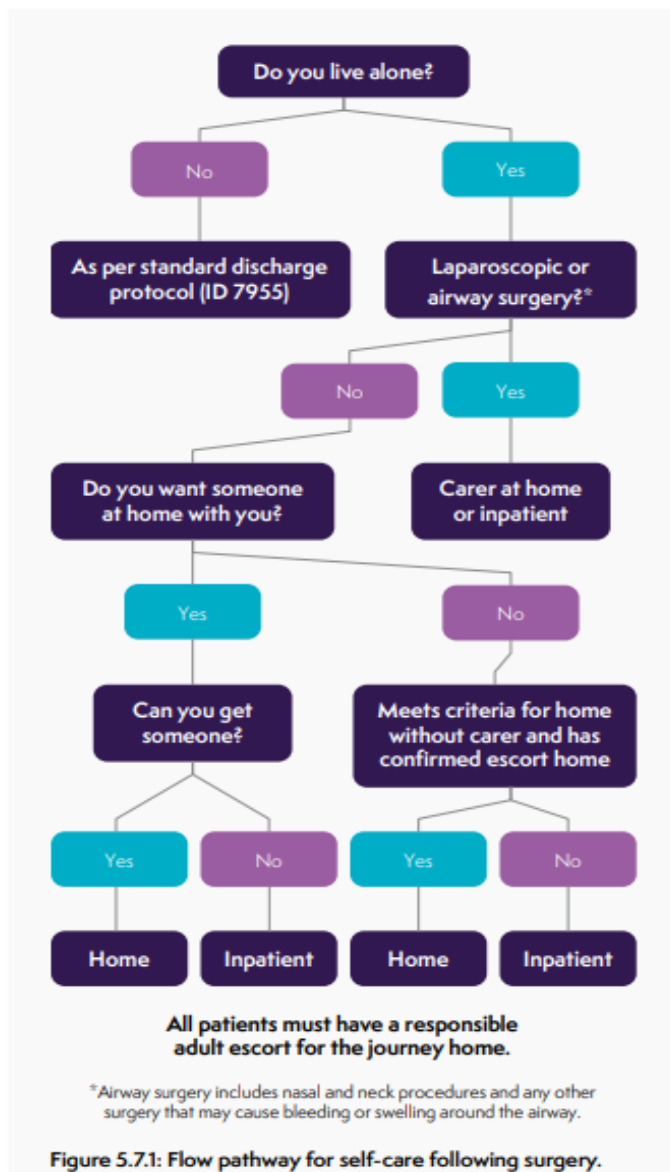 Do you live alone?
No
Yes
As per standard discharge
protocol (ID 7955)
Laparoscopic or
airway surgery?*
No
Yes
Do you want someone
at home with you?
Carer at home
or inpatient
Yes
No
Can you get
someone?
Meets criteria for home
without carer and has
confirmed escort home
Yes
No
Yes
No
Home
Inpatient
Home
Inpatient
All patients must have a responsible
adult escort for the journey home.
*Airway surgery includes nasal and neck procedures and any other
surgery that may cause bleeding or swelling around the airway.
Figure 5.7.1: Flow pathway for self-care following surgery.